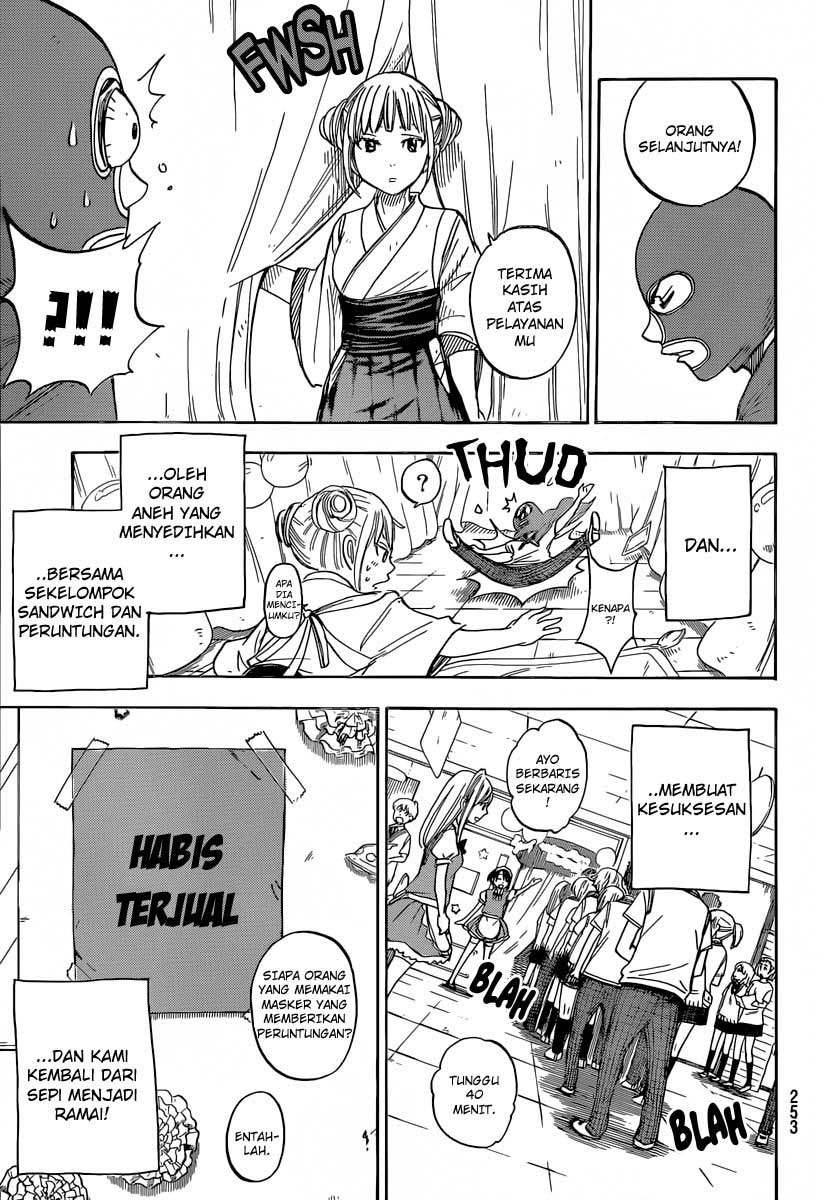 ORANG
SELANJUTNYA!
FWSH
TERIMA
KASIH
ATAS
PELAYANAN
MU
?!!
DAN...
THUD
KENAPA
?!
?
APA
DIA
MENCI-
UMKU?
...OLEH
ORANG
ANEH YANG
MENYEDIHKAN
...
..BERSAMA
SEKELOMPOK
SANDWICH DAN
PERUNTUNGAN.
..MEMBUAT
KESUKSESAN
...
AYO
BERBARIS
SEKARANG
!
BLAH
TUNGGU
40
MENIT.
BLAH
HABIS
TERJUAL
SIAPA ORANG
YANG MEMAKAI
MASKER YANG
MEMBERIKAN
PERUNTUNGAN?
ENTAH-
LAH.
...DAN KAMI
KEMBALI DARI
SEPI MENJADI
RAMAI!
253